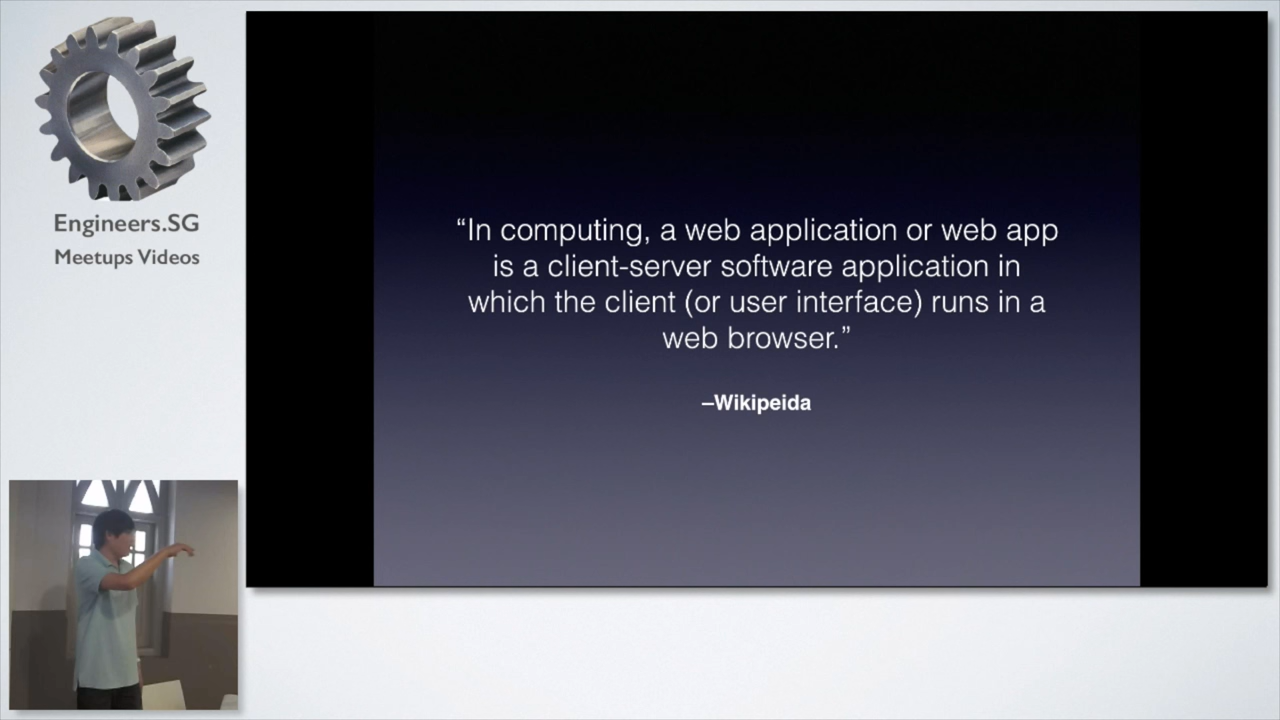 Engineers.SG
Meetups Videos
“In computing, a web application or web app
is a client-server software application in
which the client (or user interface) runs in a
web browser.”
–Wikipeida